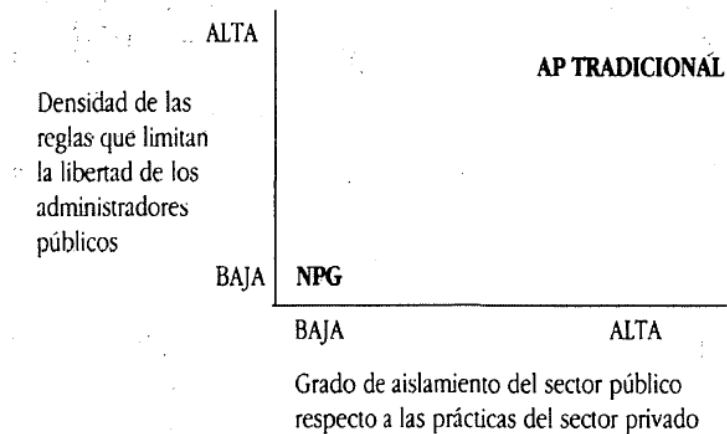 ALTA
AP TRADICIONAL
Densidad de las
reglas que limitan
la libertad de los
administradores
públicos
BAJA
NPG
BAJA
ALTA
Grado de aislamiento del sector público
respecto a las prácticas del sector privado